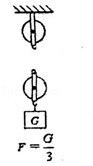 G
F = G/3